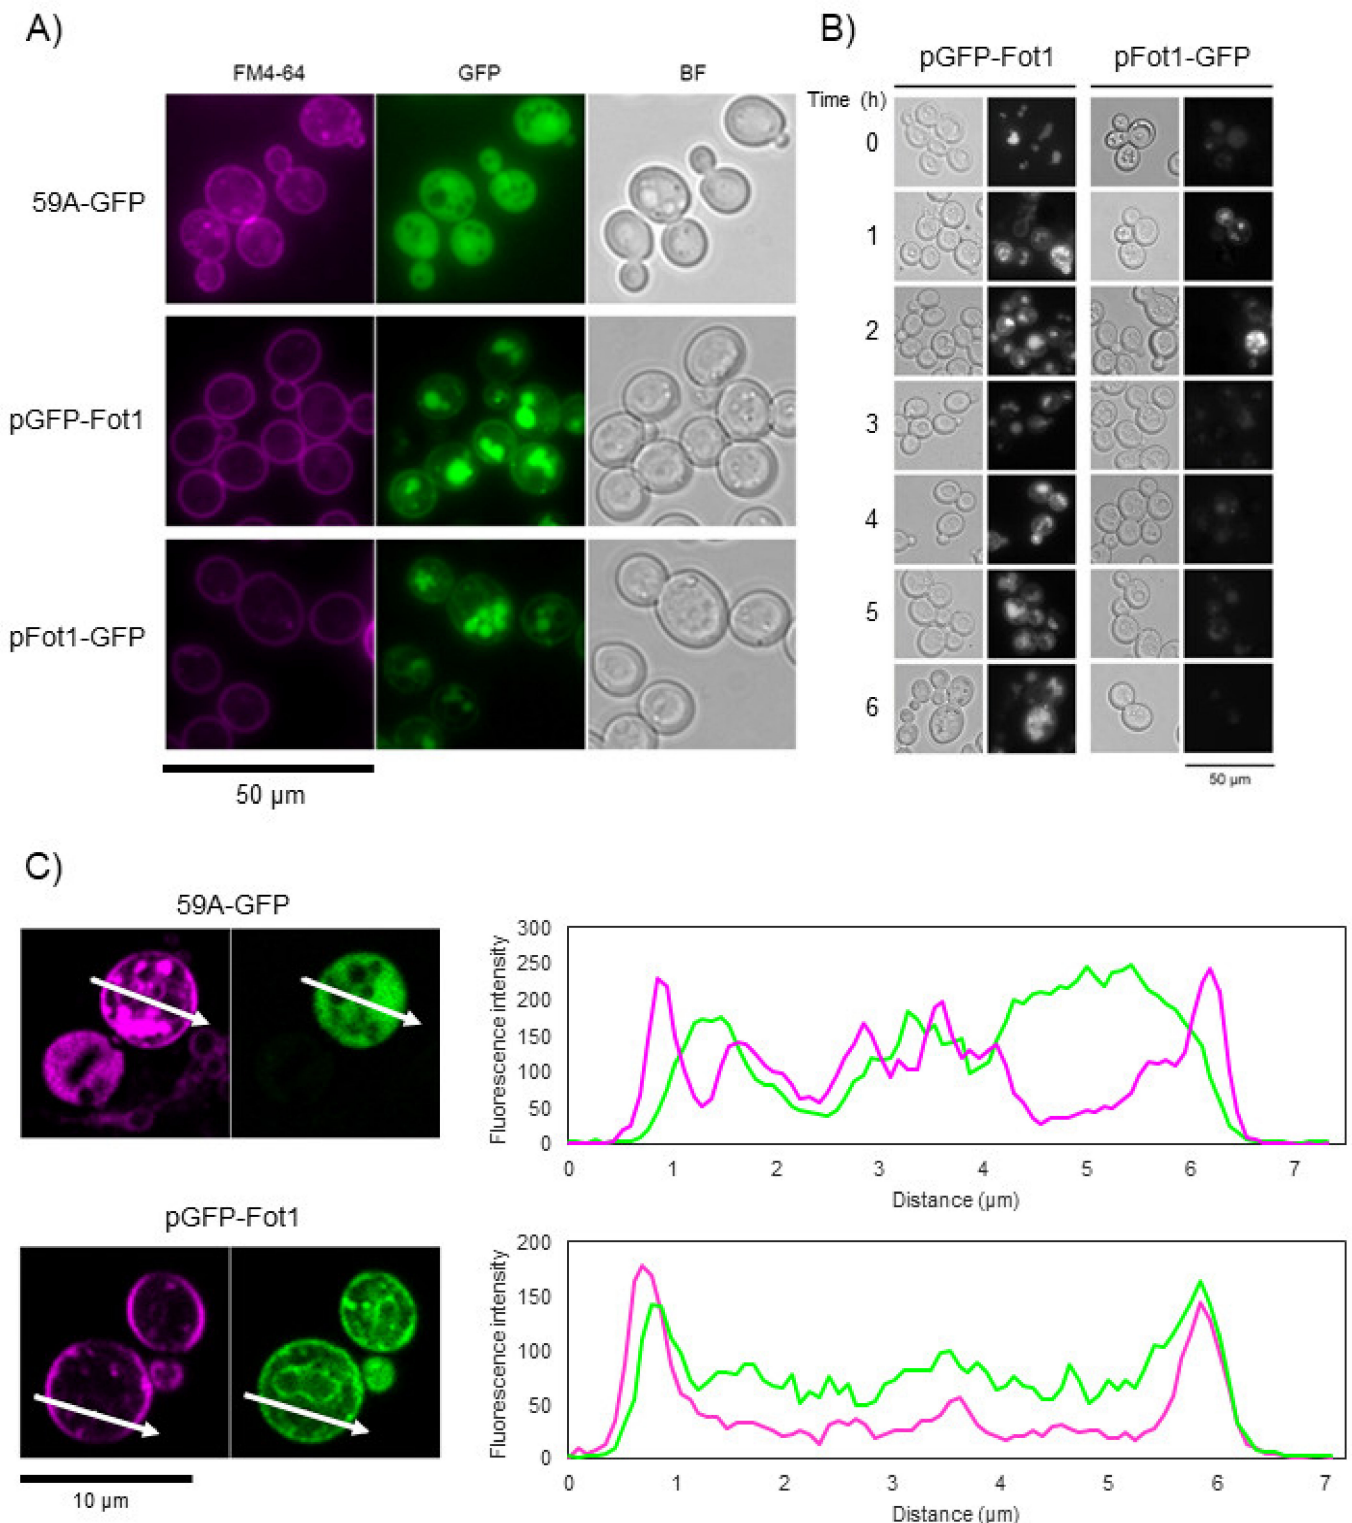 A)
FM4-64 GFP BF
59A-GFP
pGFP-Fot1
pFot1-GFP
50 µm
B)
pGFP-Fot1 pFot1-GFP
Time (h)
0
1
2
3
4
5
6
50 µm
C)
59A-GFP
Fluorescence intensity
300
250
200
150
100
50
0
0 1 2 3 4 5 6 7
Distance (µm)
pGFP-Fot1
10 µm
Fluorescence intensity
200
150
100
50
0
0 1 2 3 4 5 6 7
Distance (µm)